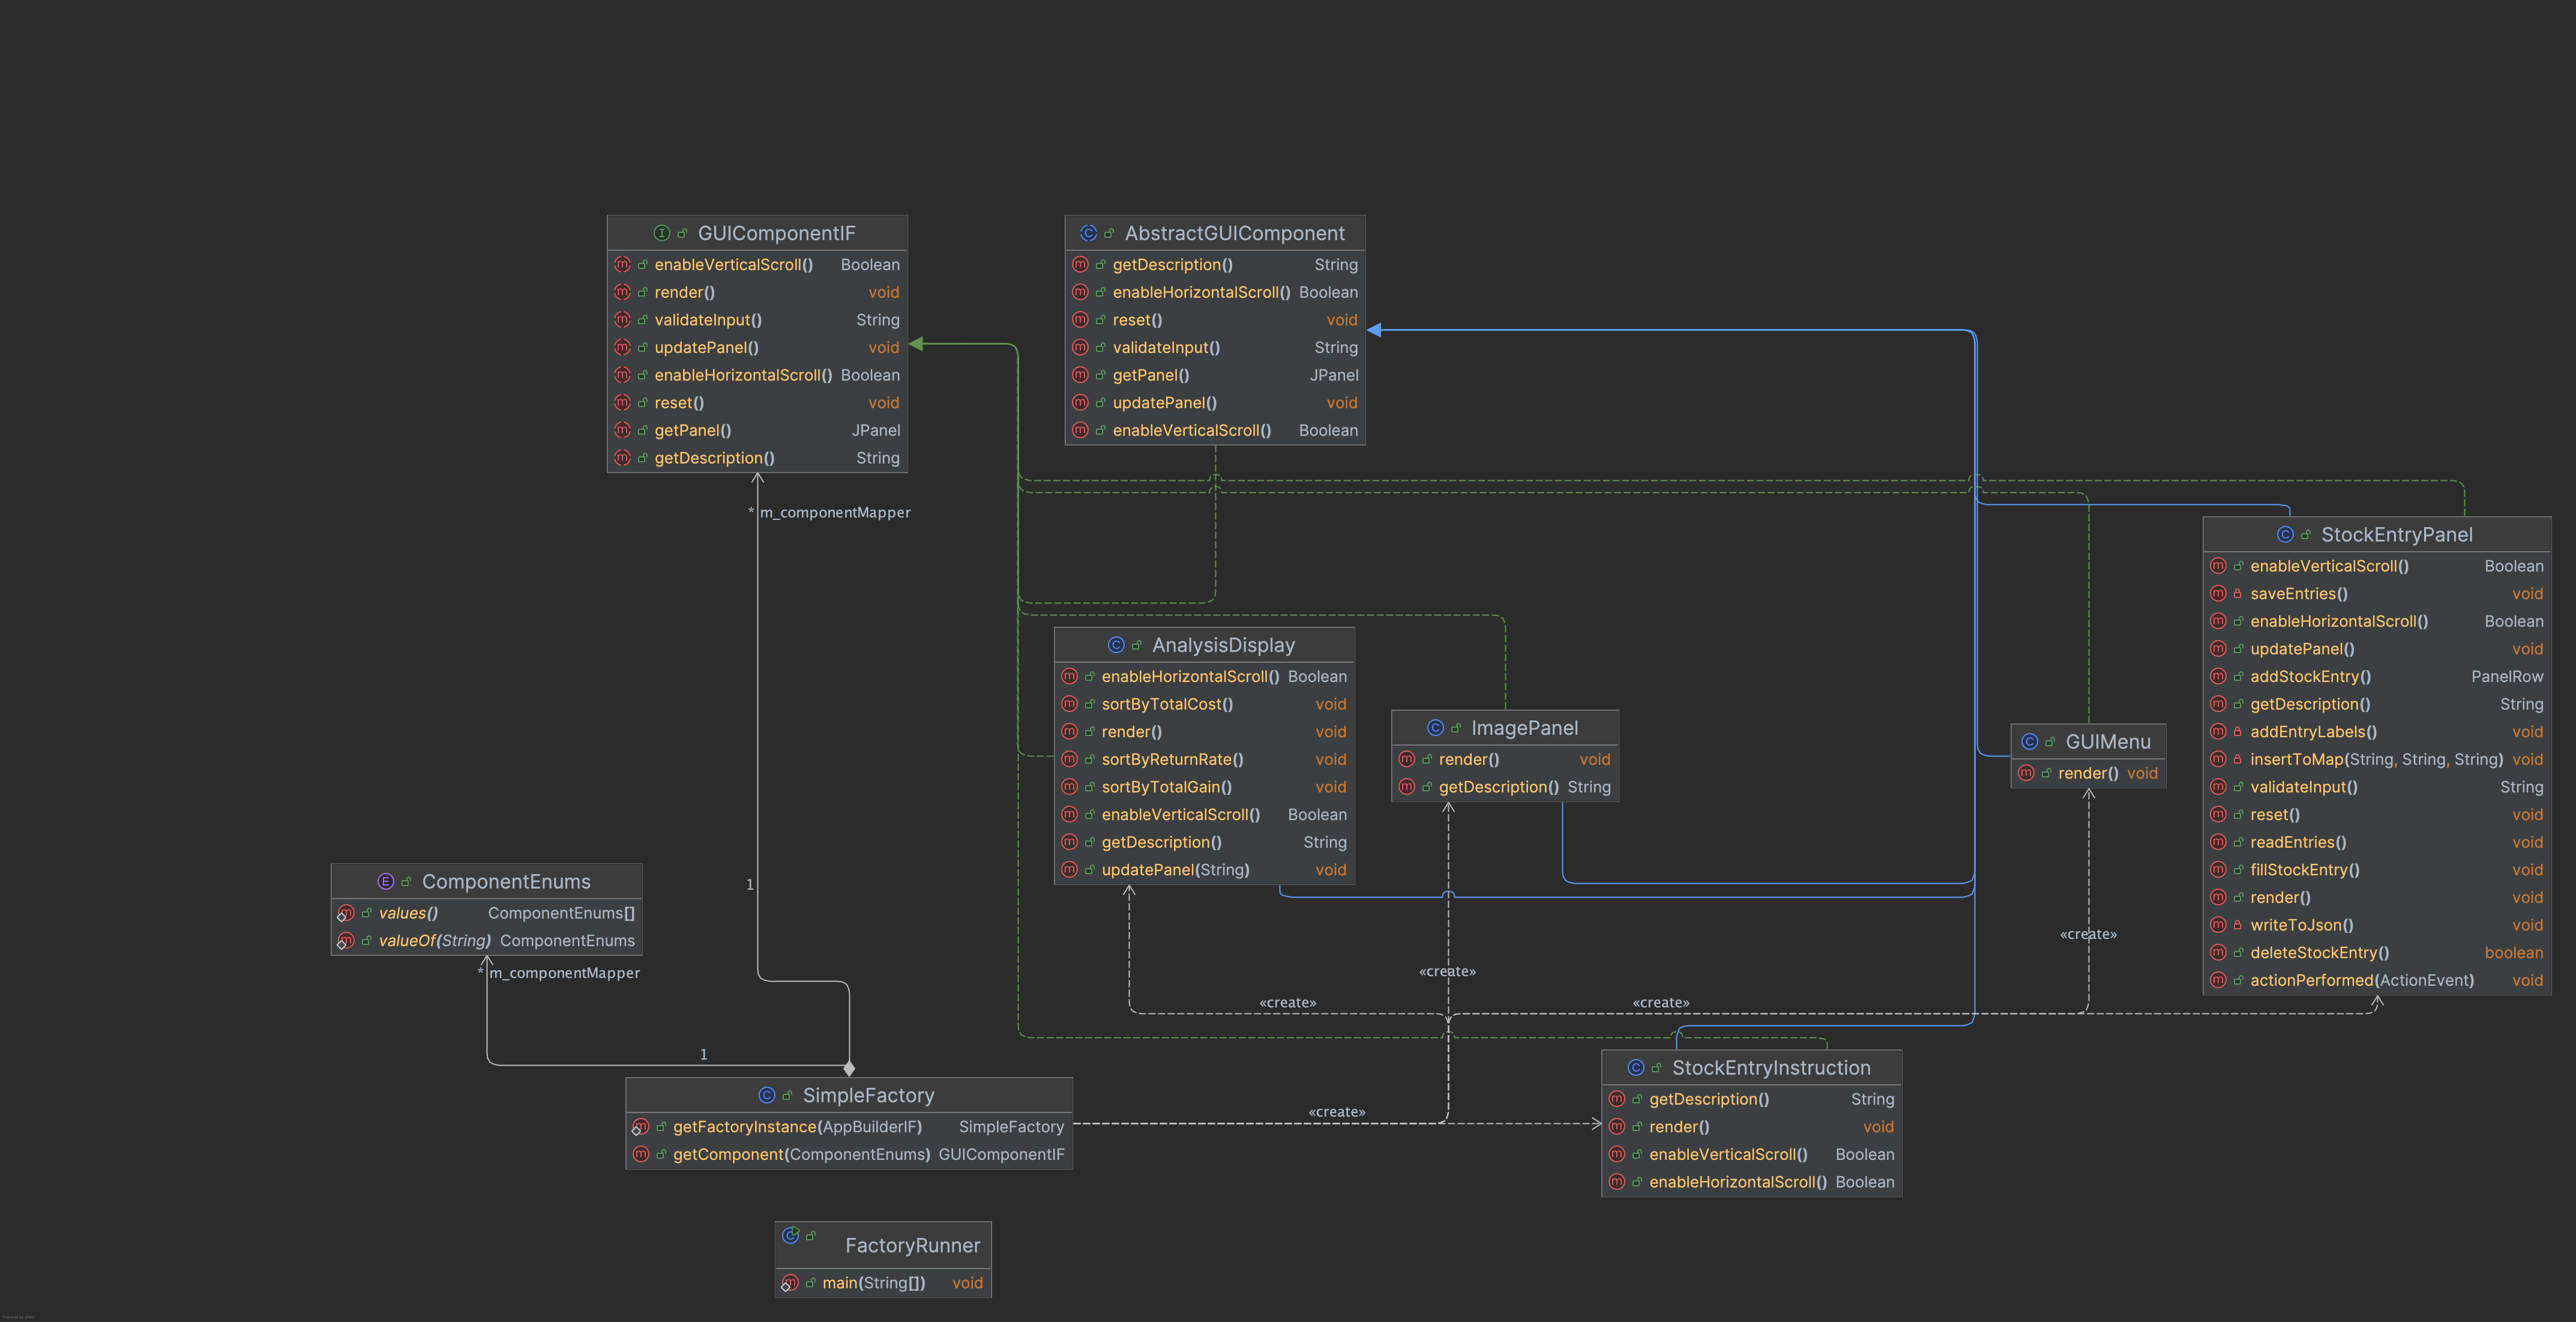 GUIComponentIF
enableVerticalScroll() Boolean
render() void
validateInput() String
updatePanel() void
enableHorizontalScroll() Boolean
reset() void
getPanel() JPanel
getDescription() String
AbstractGUIComponent
getDescription() String
enableHorizontalScroll() Boolean
reset() void
validateInput() String
getPanel() JPanel
updatePanel() void
enableVerticalScroll() Boolean
* m_componentMapper
StockEntryPanel
enableVerticalScroll() Boolean
saveEntries() void
enableHorizontalScroll() Boolean
updatePanel() void
addStockEntry() PanelRow
getDescription() String
addEntryLabels() void
insertToMap(String, String, String) void
validateInput() String
reset() void
readEntries() void
fillStockEntry() void
render() void
writeToJson() void
deleteStockEntry() boolean
actionPerformed(ActionEvent) void
AnalysisDisplay
enableHorizontalScroll() Boolean
sortByTotalCost() void
render() void
sortByReturnRate() void
sortByTotalGain() void
enableVerticalScroll() Boolean
getDescription() String
updatePanel(String) void
ImagePanel
render() void
getDescription() String
GUIMenu
render() void
ComponentEnums
values() ComponentEnums[]
valueOf(String) ComponentEnums
1
* m_componentMapper
1
«create»
«create»
«create»
«create»
«create»
SimpleFactory
getFactoryInstance(AppBuilderIF) SimpleFactory
getComponent(ComponentEnums) GUIComponentIF
StockEntryInstruction
getDescription() String
render() void
enableVerticalScroll() Boolean
enableHorizontalScroll() Boolean
FactoryRunner
main(String[]) void